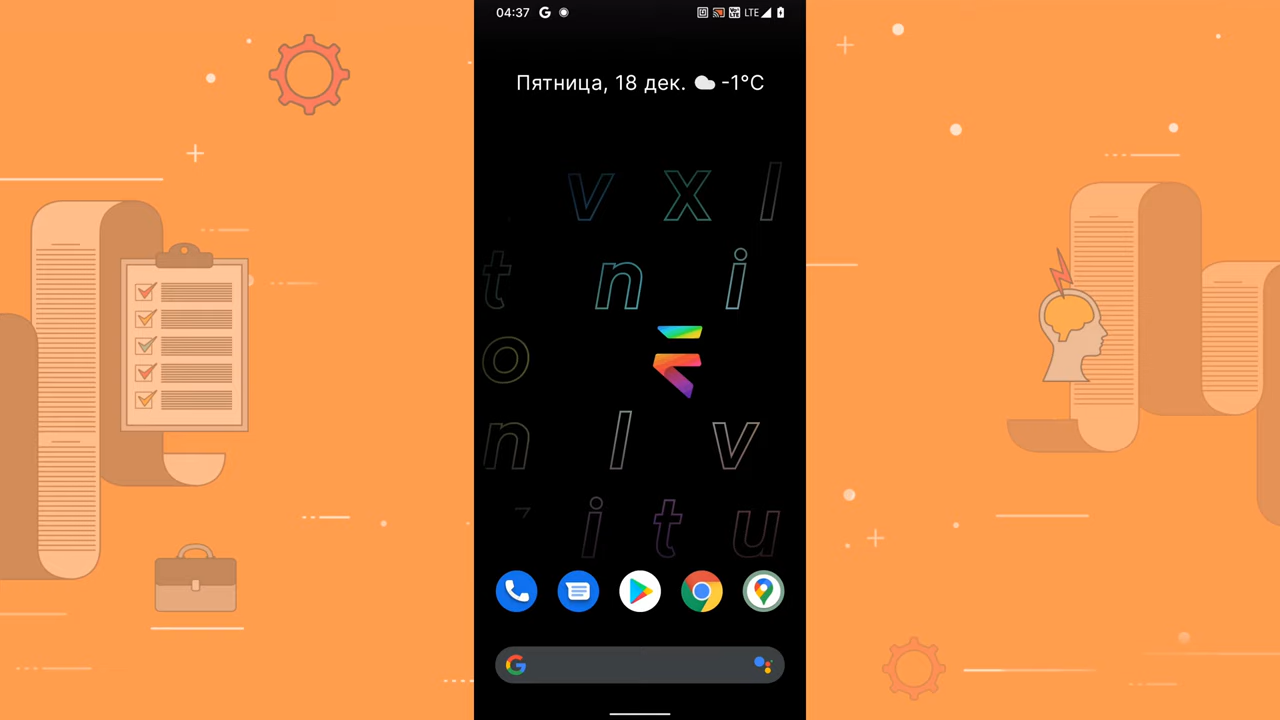 04:37 LTE
Пятница, 18 дек. -1°C
v x l
t n i
o
n l v
i t u